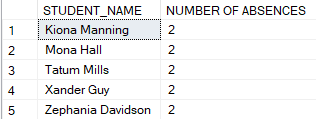 STUDENT_NAME NUMBER OF ABSENCES
1 Kiona Manning 2
2 Mona Hall 2
3 Tatum Mills 2
4 Xander Guy 2
5 Zephania Davidson 2